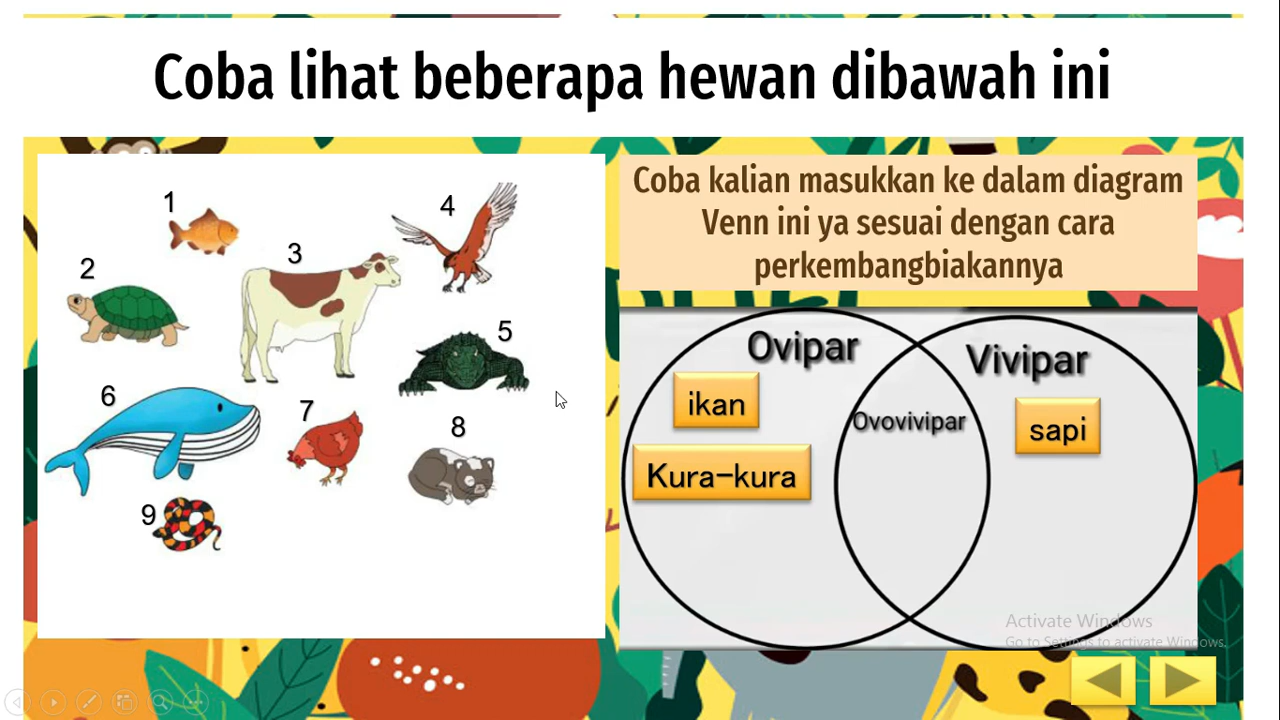 Coba lihat beberapa hewan dibawah ini
1
2
3
4
5
6
7
8
9
Coba kalian masukkan ke dalam diagram
Venn ini ya sesuai dengan cara
perkembangbiakannya
Ovipar
Vivipar
Ovovivipar
ikan
sapi
Kura-kura
Activate Windows
Go to Settings to activate Windows.